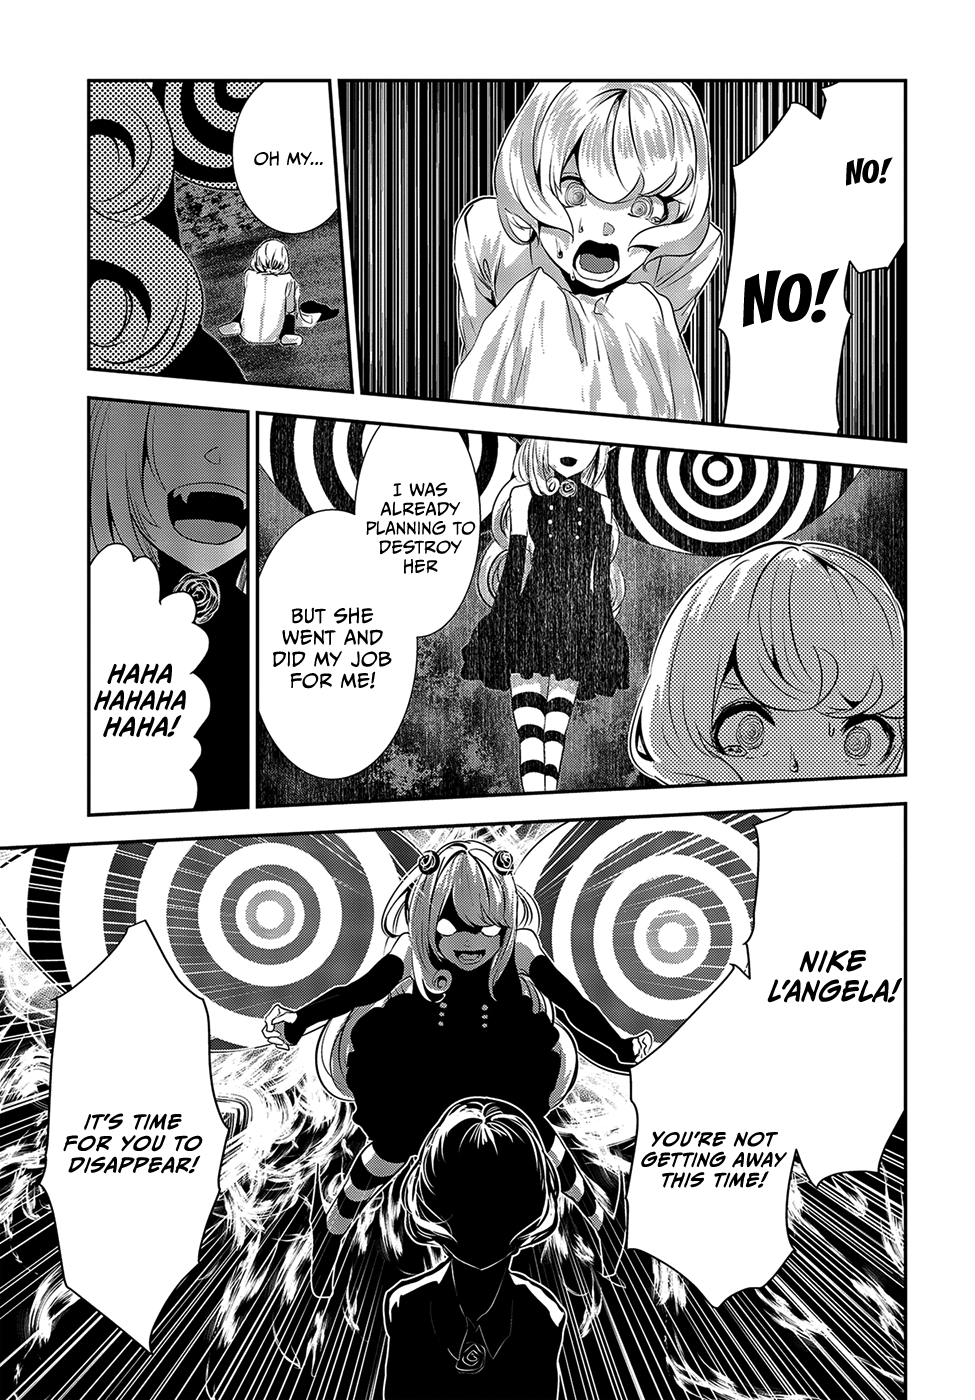 NO!
NO!
OH MY...
I WAS
ALREADY
PLANNING TO
DESTROY
HER
BUT SHE
WENT AND
DID MY JOB
FOR ME!
HAHA
HAHAHA
HAHA!
NIKE
L'ANGELA!
YOU'RE NOT
GETTING AWAY
THIS TIME!
IT'S TIME
FOR YOU TO
DISAPPEAR!